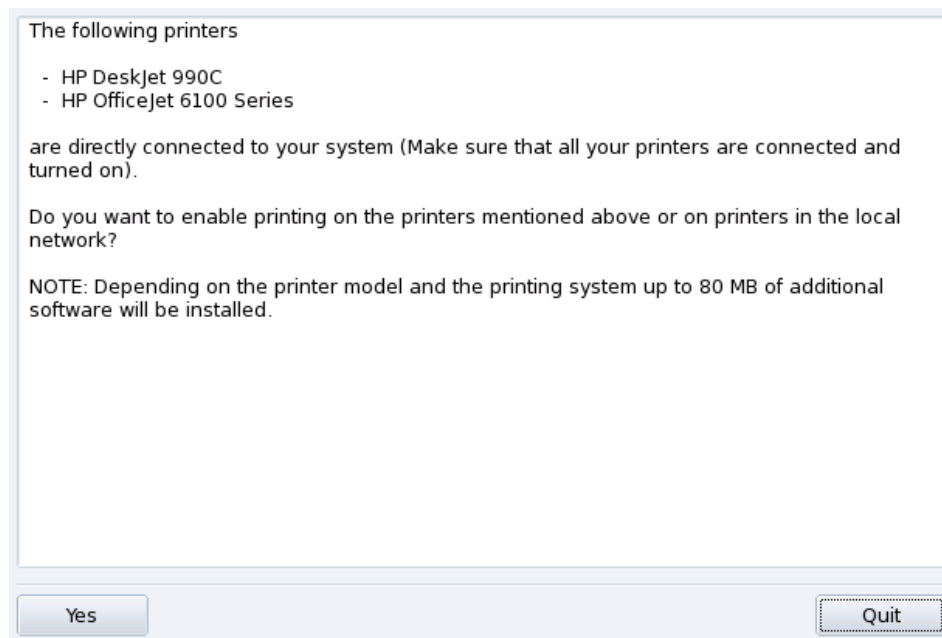 The following printers
- HP DeskJet 990C
- HP OfficeJet 6100 Series
are directly connected to your system (Make sure that all your printers are connected and
turned on).
Do you want to enable printing on the printers mentioned above or on printers in the local
network?
NOTE: Depending on the printer model and the printing system up to 80 MB of additional
software will be installed.
Yes
Quit